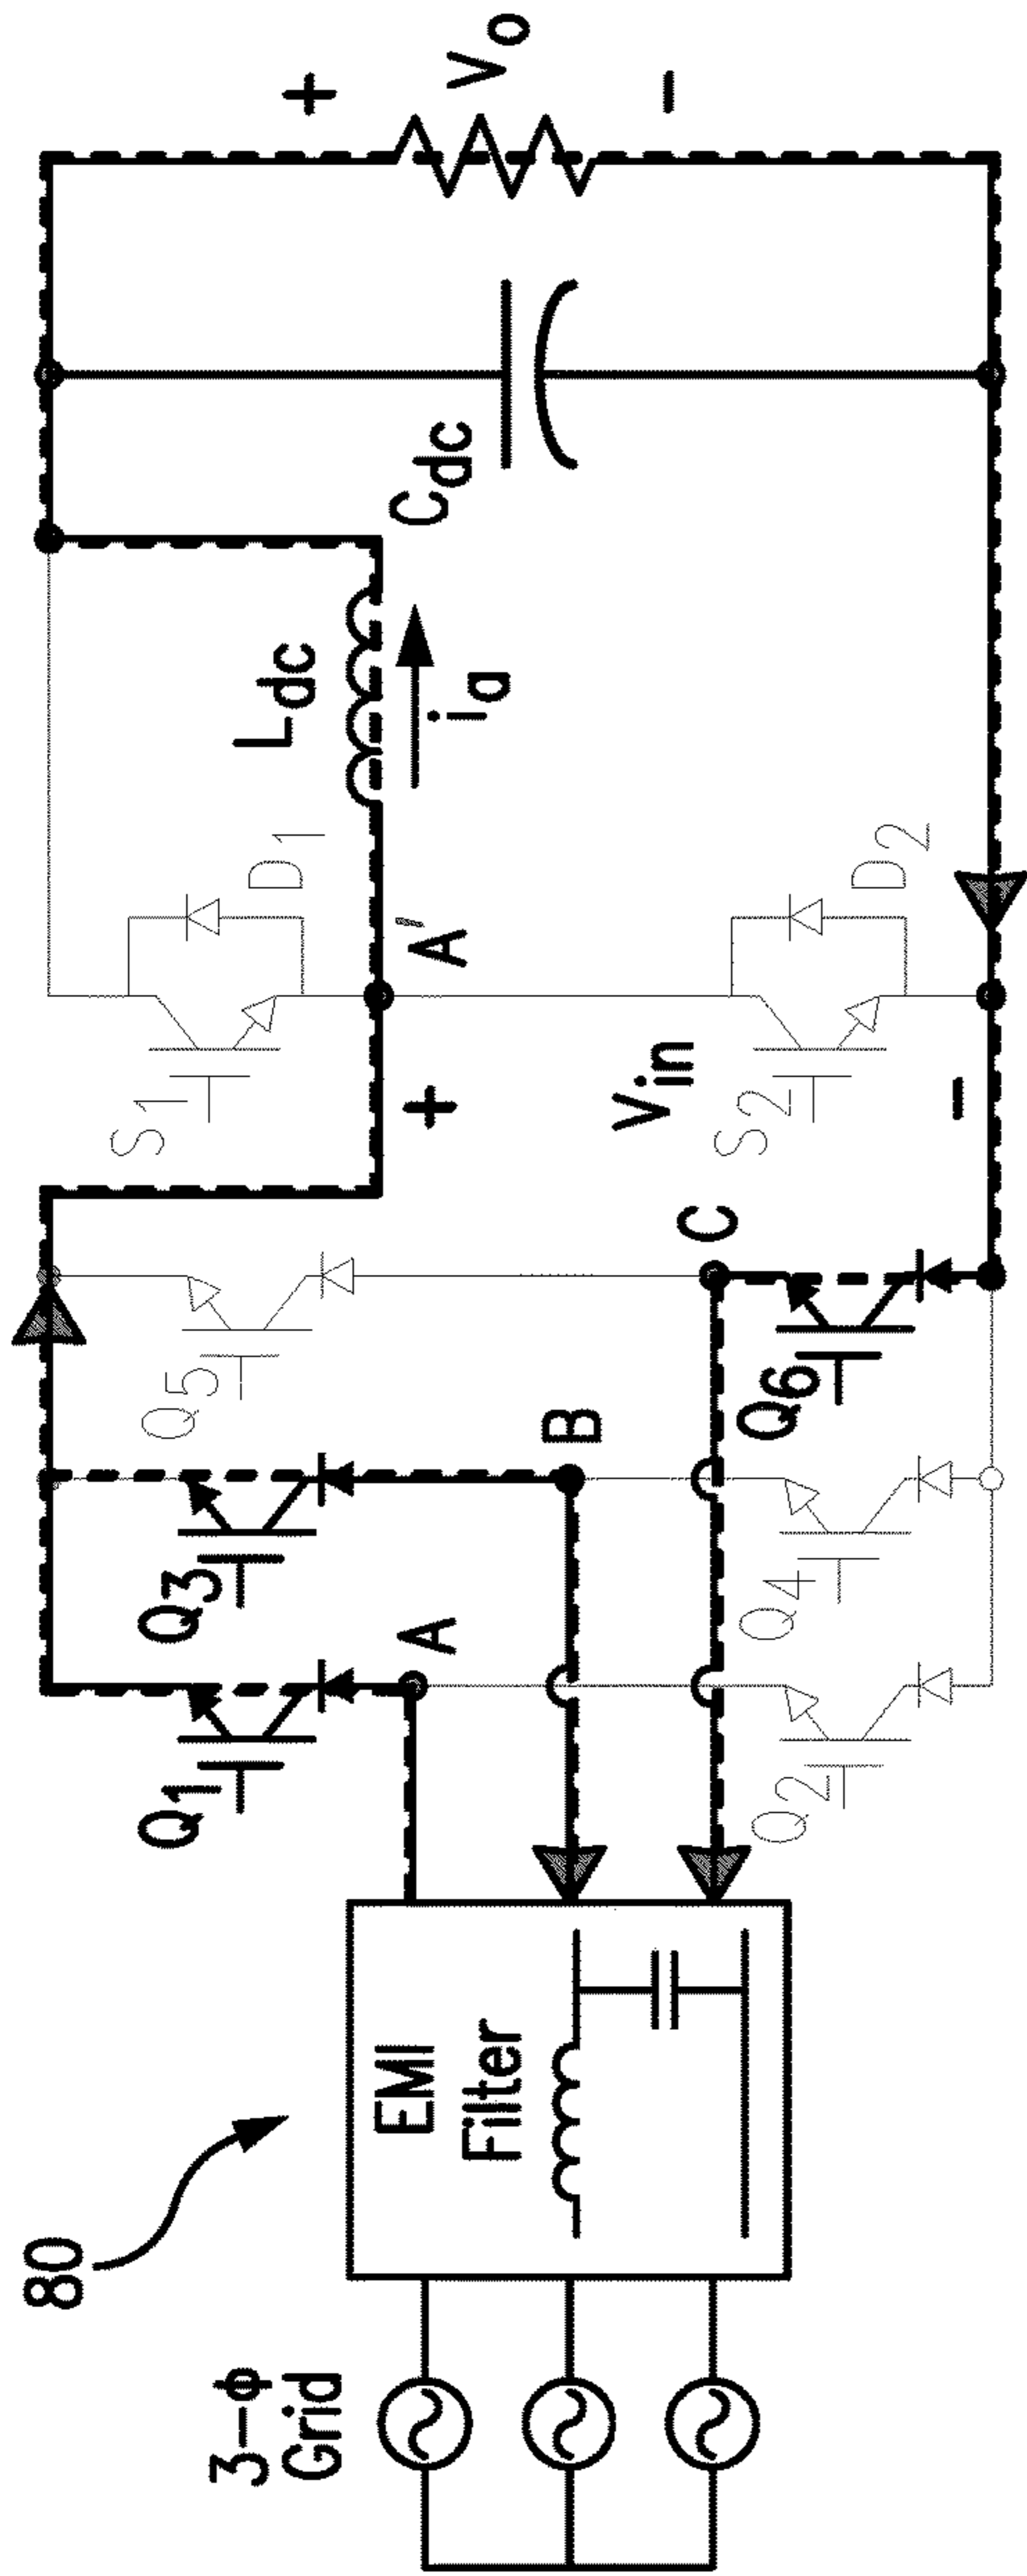 80
3-ϕ
Grid
EMI
Filter
Q1
Q3
Q5
A
B
C
Q2
Q4
Q6
S1
D1
A'
+
Vin
-
S2
D2
Ldc
ia
Cdc
+
Vo
-